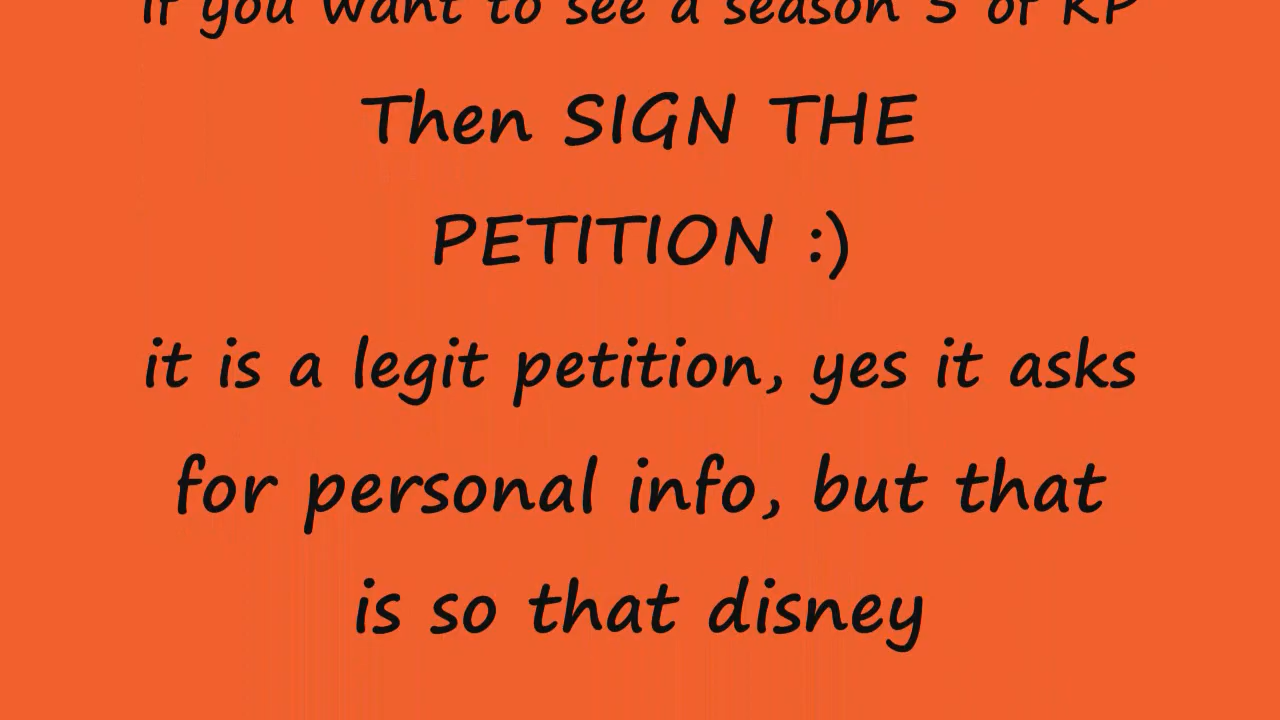 if you want to see a season 5 of KP
Then SIGN THE
PETITION :)
it is a legit petition, yes it asks
for personal info, but that
is so that disney